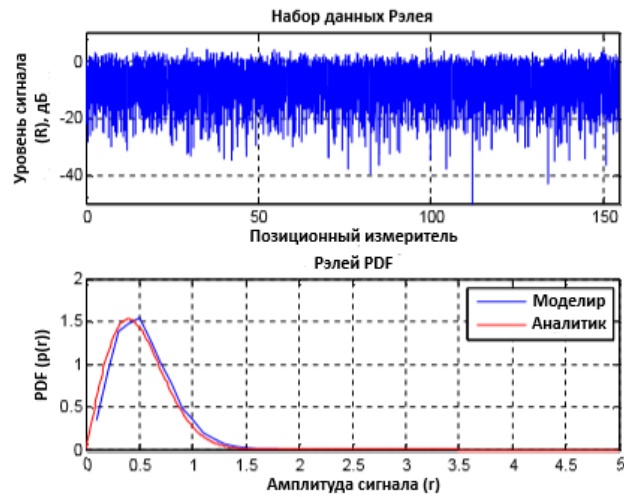 Набор данных Рэлея
Уровень сигнала
(R), дБ
0
-20
-40
0
50
100
150
Позиционный измеритель
Рэлей PDF
PDF (p(r))
2
1.5
1
0.5
0
Моделир
Аналитик
0
0.5
1
1.5
2
2.5
3
3.5
4
4.5
5
Амплитуда сигнала (r)